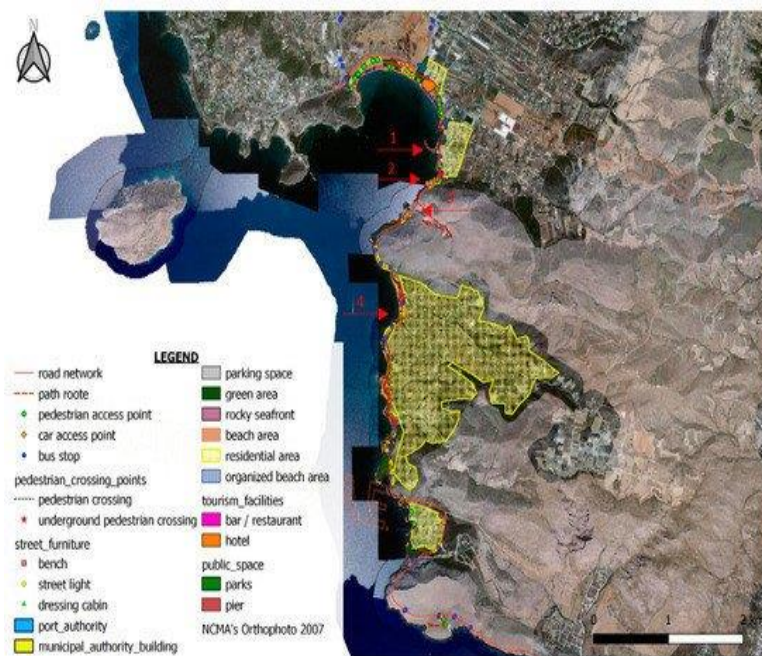 N
1
2
3
4
LEGEND
road network
path roote
pedestrian access point
car access point
bus stop
pedestrian_crossing_points
pedestrian crossing
underground pedestrian crossing
street_furniture
bench
street light
dressing cabin
port_authority
municipal_authority_building
parking space
green area
rocky seafront
beach area
residential area
organized beach area
tourism_facilities
bar / restaurant
hotel
public_space
parks
pier
NCMA's Orthophoto 2007
0 1 2